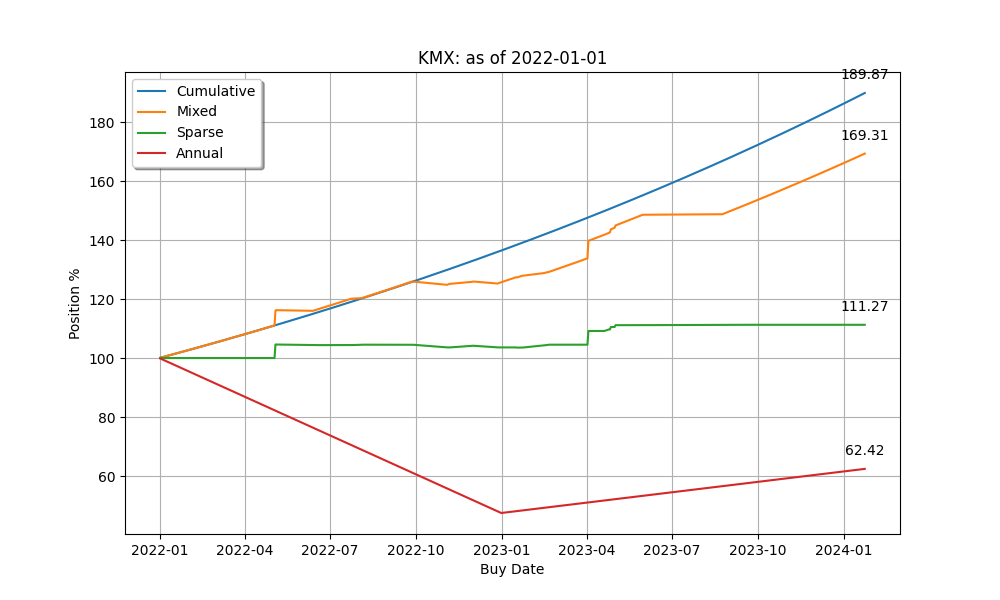 KMX: as of 2022-01-01
189.87
Cumulative
Mixed
Sparse
Annual
169.31
111.27
62.42
Position %
180
160
140
120
100
80
60
2022-01 2022-04 2022-07 2022-10 2023-01 2023-04 2023-07 2023-10 2024-01
Buy Date